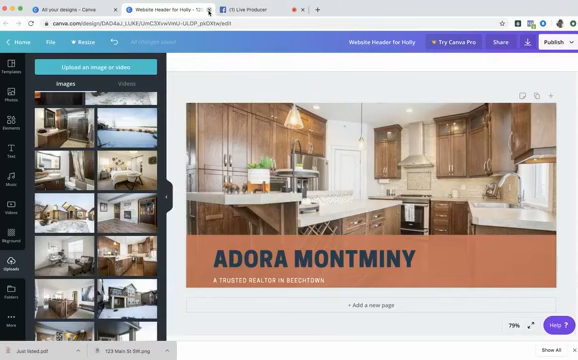 All your designs - Canva
Website Header for Holly - 12
(1) Live Producer
canva.com/design/DAD4aJ_LUKE/UmC3XvwVmU-ULDP_pkDXtw/edit
Home
File
Resize
All changes saved
Website Header for Holly
Try Canva Pro
Share
Publish
Templates
Photos
Elements
Text
Music
Videos
Bkground
Uploads
Folders
More
Upload an image or video
Images
Videos
ADORA MONTMINY
A TRUSTED REALTOR IN BEECHTOWN
+ Add a new page
79%
Help ?
Just listed.pdf
123 Main St SW.png
Show All